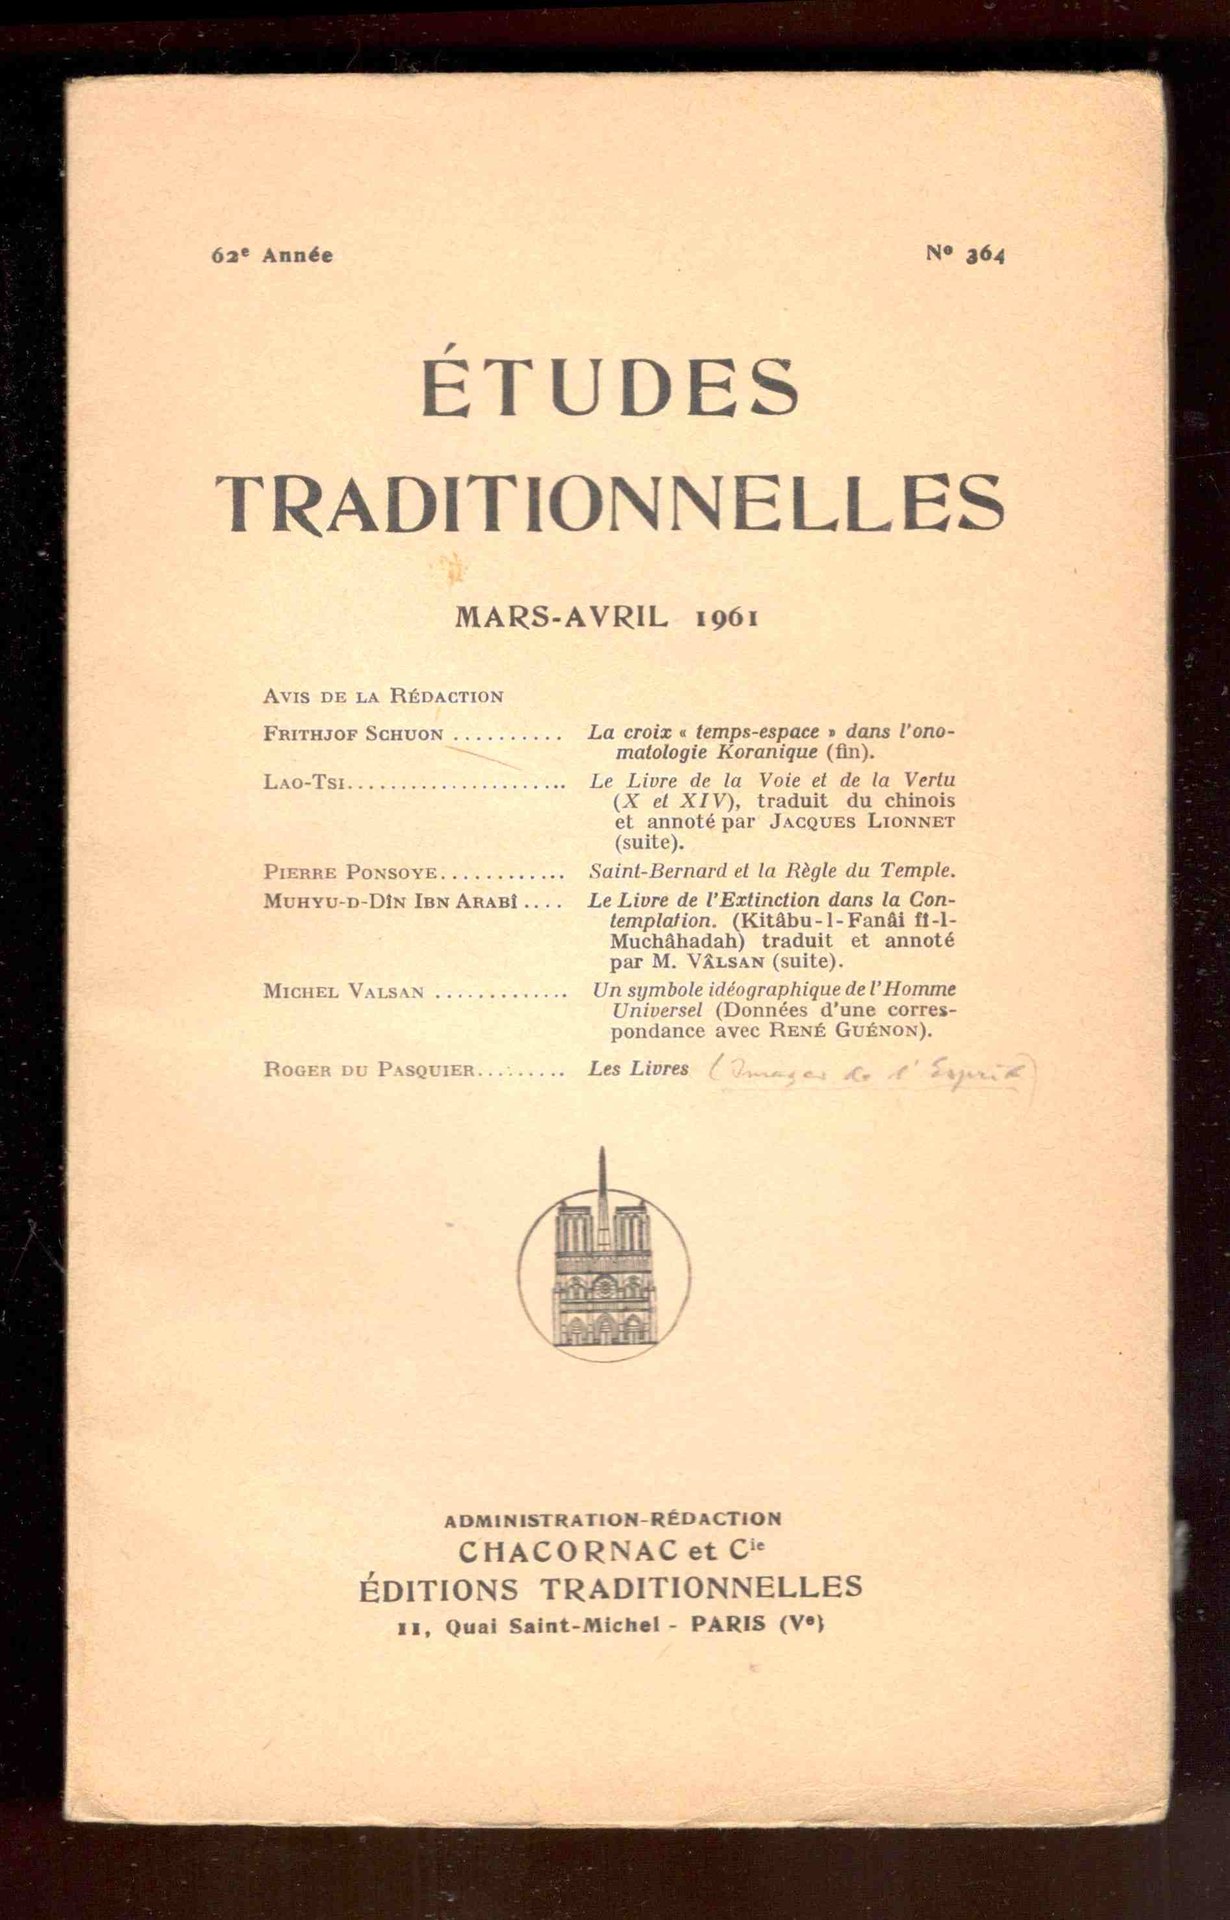 62e Année
No 364
ÉTUDES
TRADITIONNELLES
MARS-AVRIL 1961
AVIS DE LA RÉDACTION
FRITHJOF SCHUON .......... La croix « temps-espace » dans l'ono-
matologie Koranique (fin).
LAO-TSI..................... Le Livre de la Voie et de la Vertu
(X et XIV), traduit du chinois
et annoté par JACQUES LIONNET
(suite).
PIERRE PONSOYE............ Saint-Bernard et la Règle du Temple.
MUHYU-D-DÎN IBN ARABÎ.... Le Livre de l'Extinction dans la Con-
templation. (Kitâbu-l-Fanâi fî-l-
Muchâhadah) traduit et annoté
par M. VÂLSAN (suite).
MICHEL VALSAN ............. Un symbole idéographique de l'Homme
Universel (Données d'une corres-
pondance avec RENÉ GUÉNON).
ROGER DU PASQUIER......... Les Livres (Images de l'Esprit)
ADMINISTRATION-RÉDACTION
CHACORNAC et Cie
ÉDITIONS TRADITIONNELLES
11, Quai Saint-Michel - PARIS (Ve)